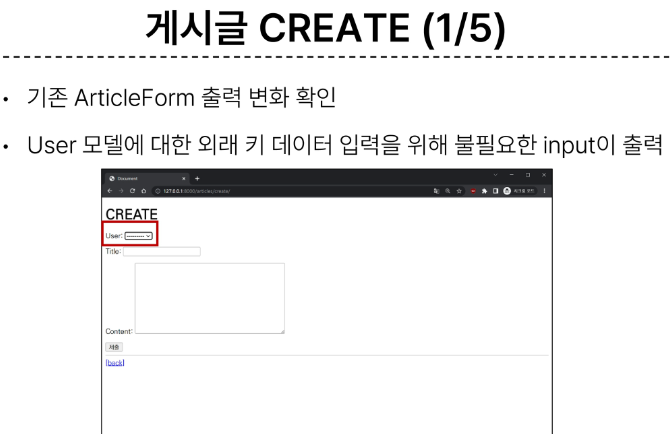 게시글 CREATE (1/5)
• 기존 ArticleForm 출력 변화 확인
• User 모델에 대한 외래 키 데이터 입력을 위해 불필요한 input이 출력
Document
127.0.0.1:8000/articles/create/
CREATE
User: ---------
Title:
Content:
제출
[back]